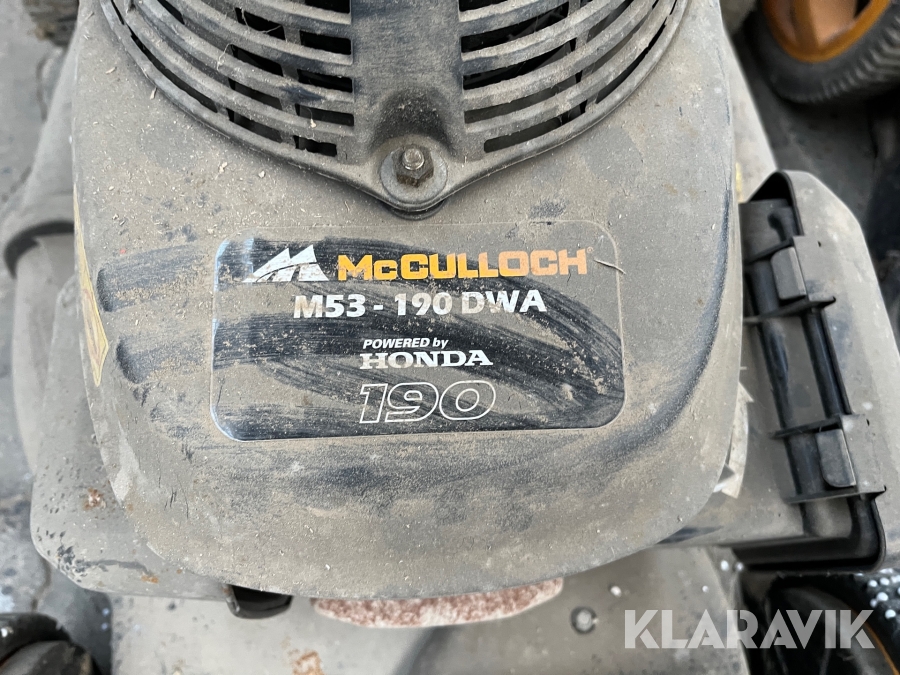 McCULLOCH
M53 - 190 DWA
POWERED by
HONDA
190
KLARAVIK